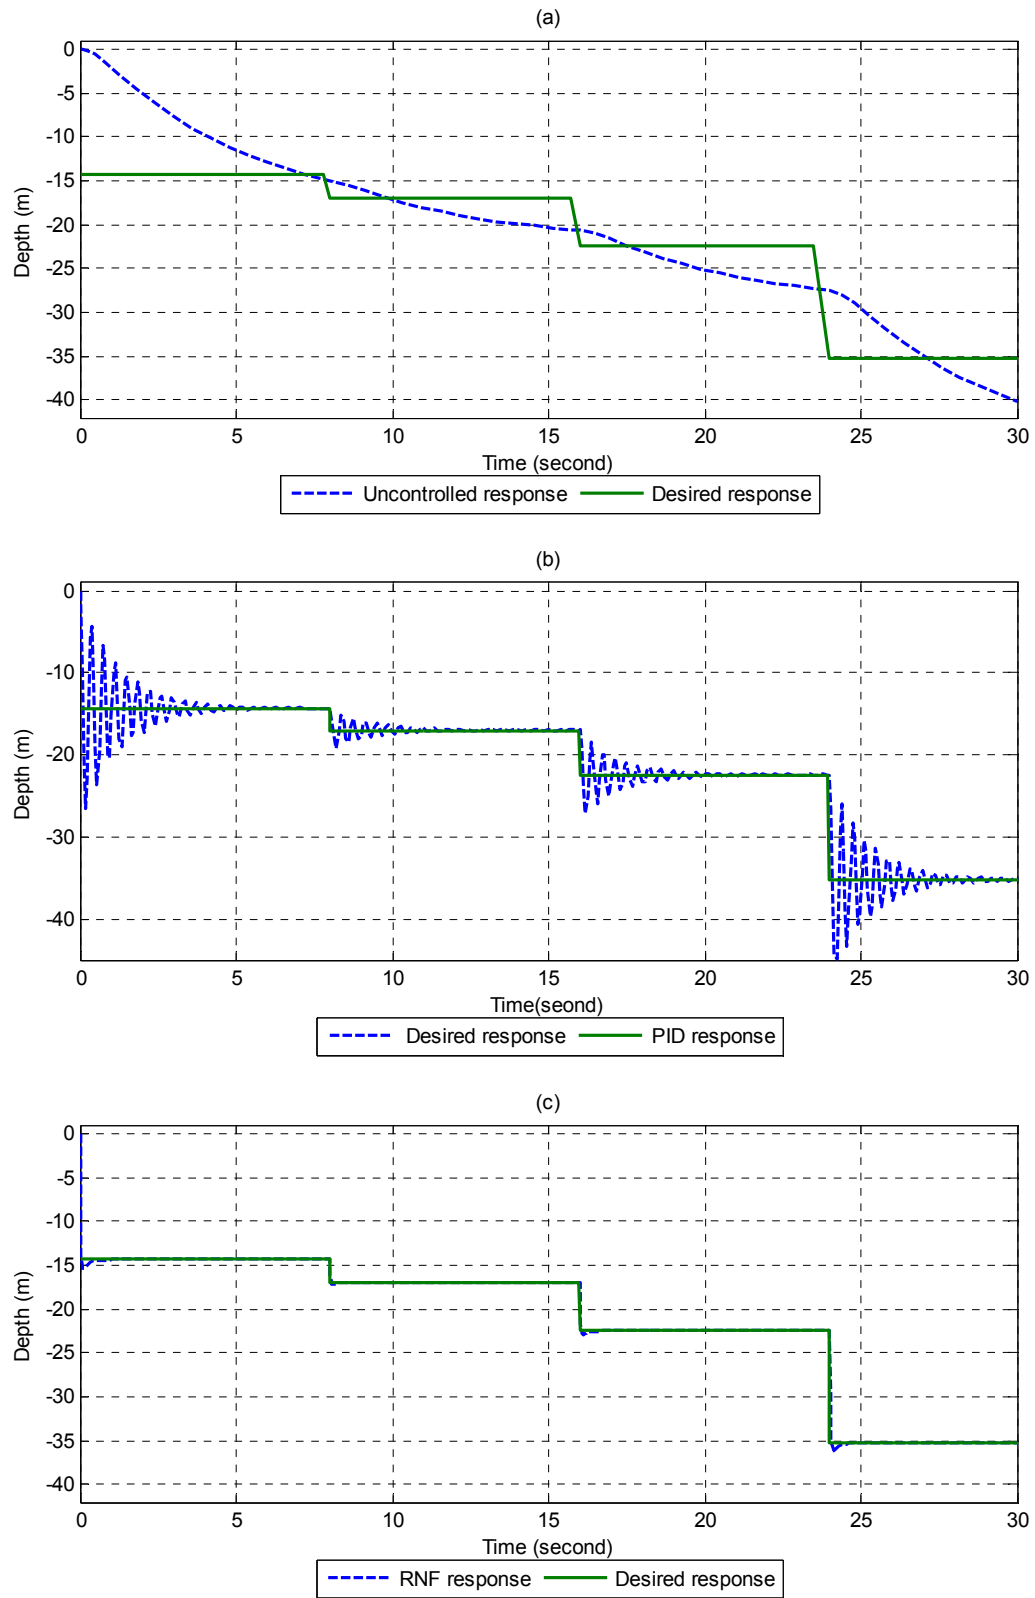 (a)
0
-5
-10
-15
-20
-25
-30
-35
-40
Depth (m)
0 5 10 15 20 25 30
Time (second)
Uncontrolled response Desired response
(b)
0
-10
-20
-30
-40
Depth (m)
0 5 10 15 20 25 30
Time(seond)
Desired response PID response
(c)
0
-5
-10
-15
-20
-25
-30
-35
-40
Depth (m)
0 5 10 15 20 25 30
Time (second)
RNF response Desired response